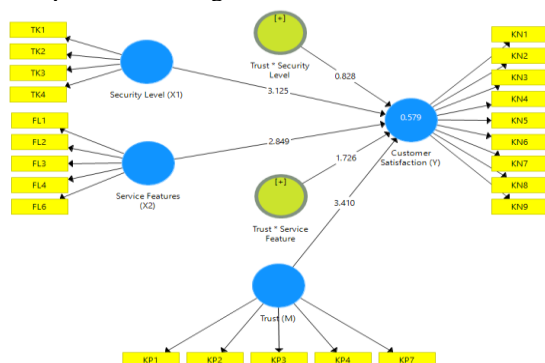 TK1
TK2
TK3
TK4
Security Level (X1)
FL1
FL2
FL3
FL4
FL6
Service Features
(X2)
[+]
Trust * Security
Level
0.828
3.125
2.849
1.726
3.410
[+]
Trust * Service
Feature
0.579
Customer
Satisfaction (Y)
KN1
KN2
KN3
KN4
KN5
KN6
KN7
KN8
KN9
Trust (M)
KP1
KP2
KP3
KP4
KP7